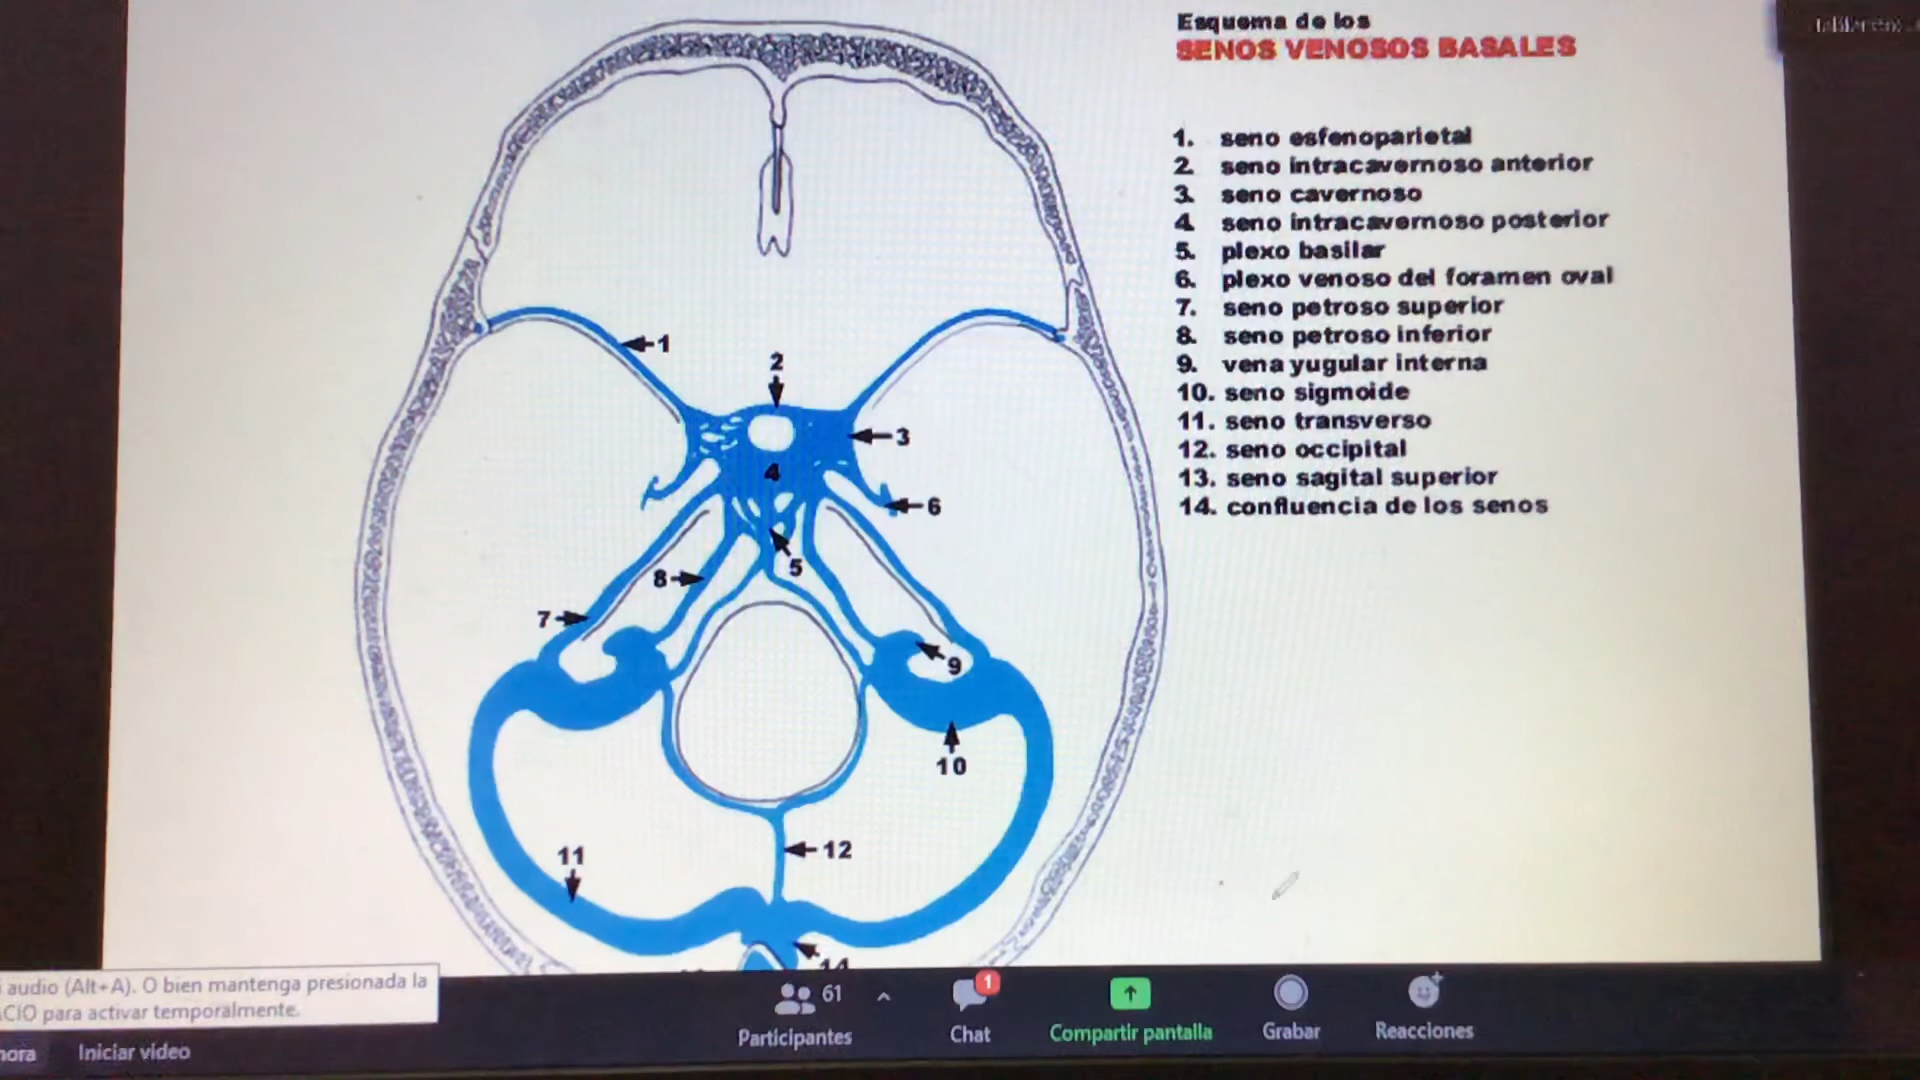 Esquema de los
SENOS VENOSOS BASALES
1. seno esfenoparietal
2 seno intracavernoso anterior
3. seno cavernoso
4 seno intracavernoso posterior
5. plexo basilar
6. plexo venoso del foramen oval
7. seno petroso superior
8. seno petroso inferior
9. vena yugular interna
10. seno sigmoide
11. seno transverso
12. seno occipital
13. seno sagital superior
14. confluencia de los senos
1
2
3
4
6
5
8
7
9
10
11
12
14
audio (Alt+A). O bien mantenga presionada la
CIO para activar temporalmente.
61
1
Participantes
Chat
Compartir pantalla
Grabar
Reacciones
hora
Iniciar video